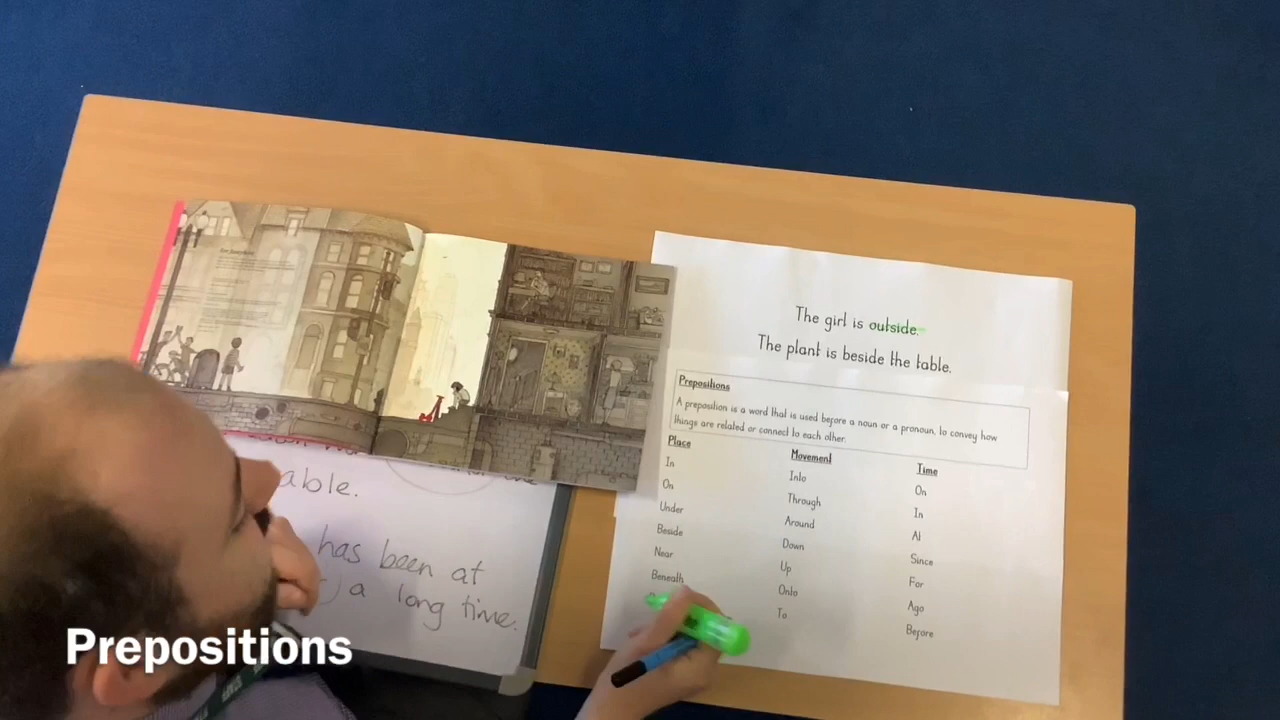 The girl is outside.
The plant is beside the table.
Prepositions
A preposition is a word that is used before a noun or a pronoun, to convey how
things are related or connect to each other.
Place
In
On
Under
Beside
Near
Beneath
Movement
Into
Through
Around
Down
Up
Onto
To
Time
On
In
At
Since
For
Ago
Before
able.
has been at
a long time.
Prepositions